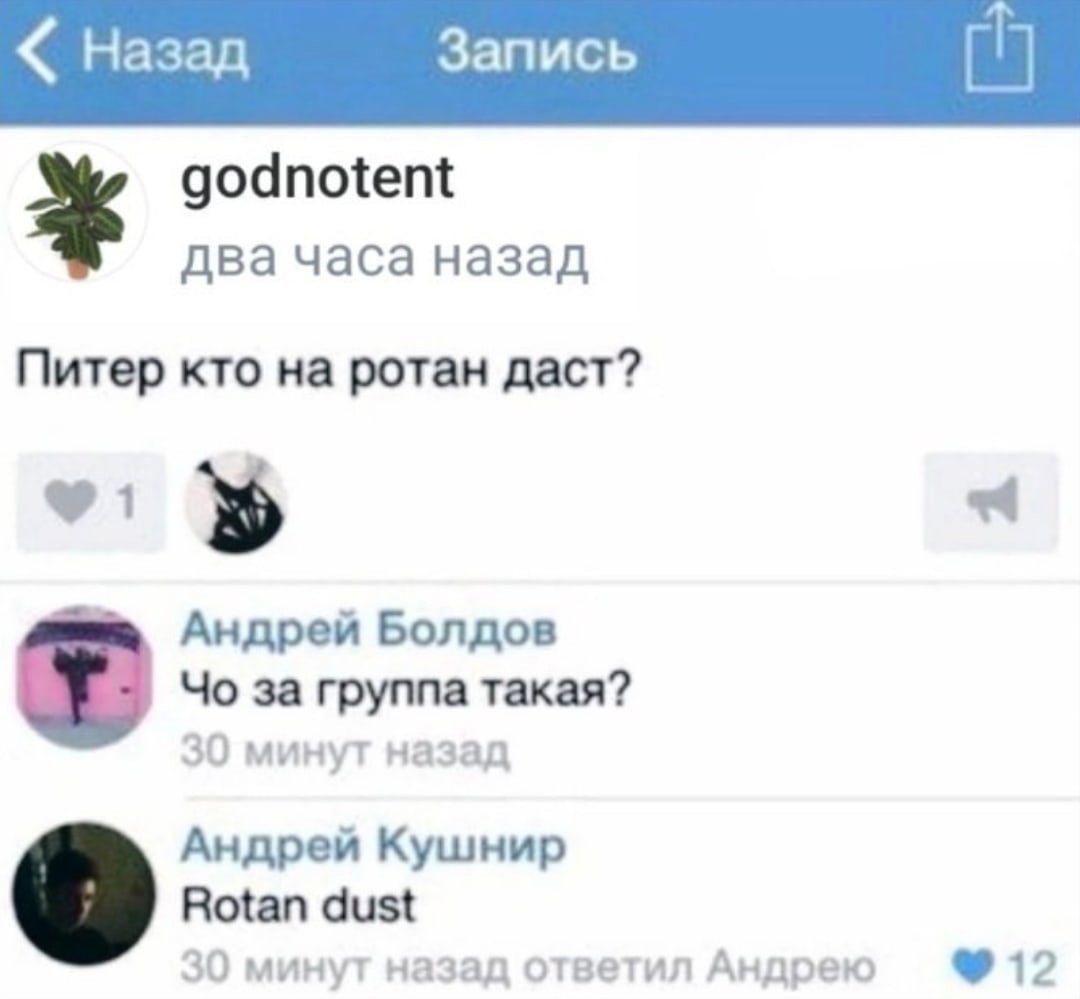 Назад
Запись
godnotent
два часа назад
Питер кто на ротан даст?
1
Андрей Болдов
Чо за группа такая?
30 минут назад
Андрей Кушнир
Rotan dust
30 минут назад ответил Андрею
12